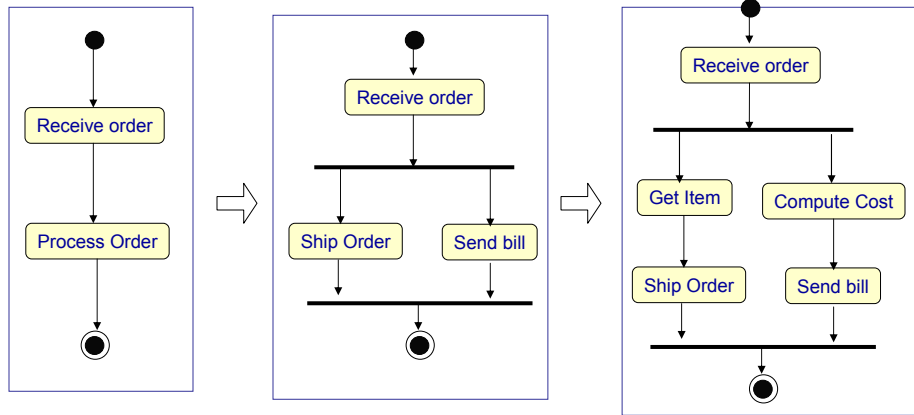 Receive order
Process Order
Receive order
Ship Order
Send bill
Receive order
Get Item
Compute Cost
Ship Order
Send bill